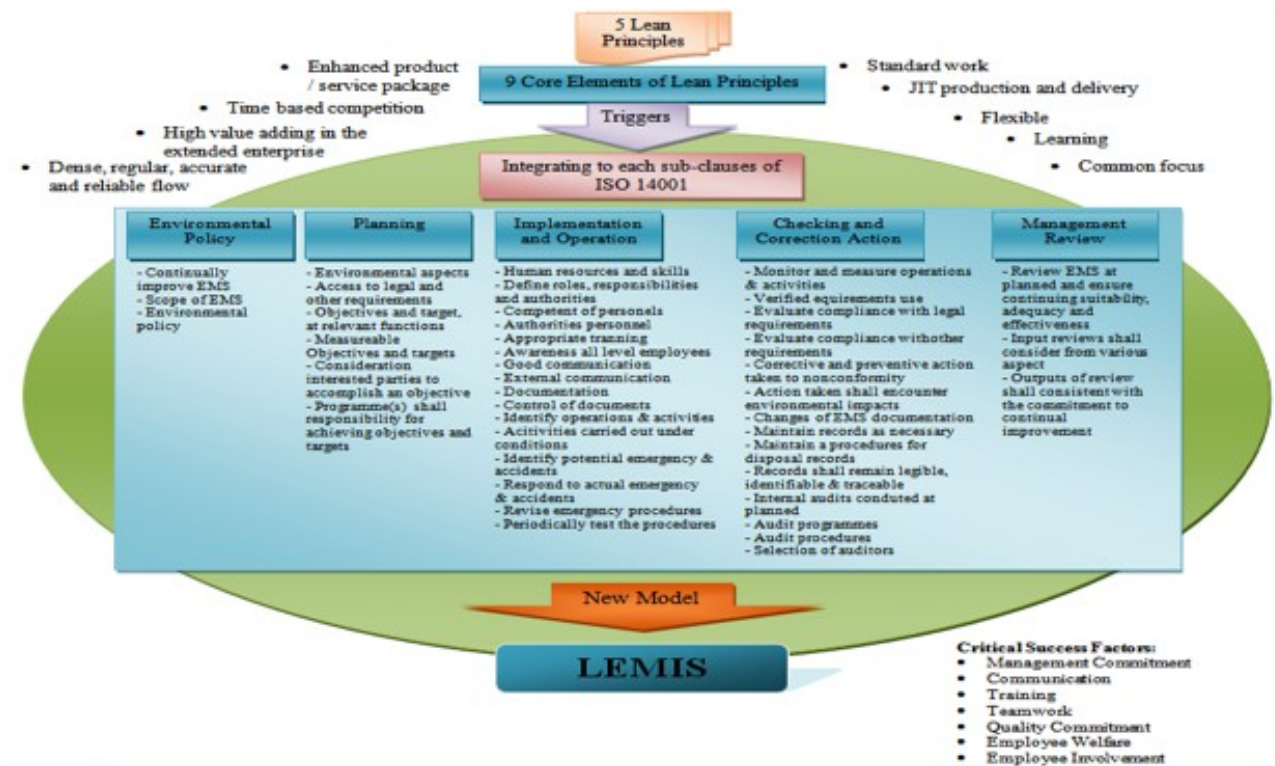 5 Lean
Principles
9 Core Elements of Lean Principles
Triggers
• Enhanced product
/ service package
• Time based competition
• High value adding in the
extended enterprise
• Dense, regular, accurate
and reliable flow
• Standard work
• JIT production and delivery
• Flexible
• Learning
• Common focus
Integrating to each sub-clauses of
ISO 14001
Environmental
Policy
- Continually
improve EMS
- Scope of EMS
- Environmental
policy
Planning
- Environmental aspects
- Access to legal and
other requirements
- Objectives and target,
at relevant functions
- Measureable
Objectives and targets
- Consideration
interested parties to
accomplish an objective
- Programme(s) shall
responsibility for
achieving objectives and
targets
Implementation
and Operation
- Human resources and skills
- Define roles, responsibilities
and authorities
- Competent of personels
- Authorities personnel
- Appropriate tranning
- Awareness all level employees
- Good communication
- External communication
- Documentation
- Control of documents
- Identify operations & activities
- Acitivities carried out under
conditions
- Identify potential emergency &
accidents
- Respond to actual emergency
& accidents
- Revise emergency procedures
- Periodically test the procedures
Checking and
Correction Action
- Monitor and measure operations
& activities
- Verified equirements use
- Evaluate compliance with legal
requirements
- Evaluate compliance withother
requirements
- Corrective and preventive action
taken to nonconformity
- Action taken shall encounter
environmental impacts
- Changes of EMS documentation
- Maintain records as necessary
- Maintain a procedures for
disposal records
- Records shall remain legible,
identifiable & traceable
- Internal audits conduted at
planned
- Audit programmes
- Audit procedures
- Selection of auditors
Management
Review
- Review EMS at
planned and ensure
continuing suitability,
adequacy and
effectiveness
- Input reviews shall
consider from various
aspect
- Outputs of review
shall consistent with
the commitment to
continual
improvement
New Model
LEMIS
Critical Success Factors:
• Management Commitment
• Communication
• Training
• Teamwork
• Quality Commitment
• Employee Welfare
• Employee Involvement